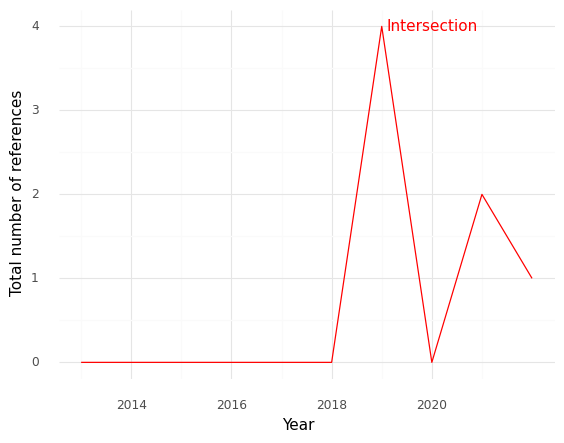 4
Intersection
3
2
1
0
2014 2016 2018 2020
Year
Total number of references